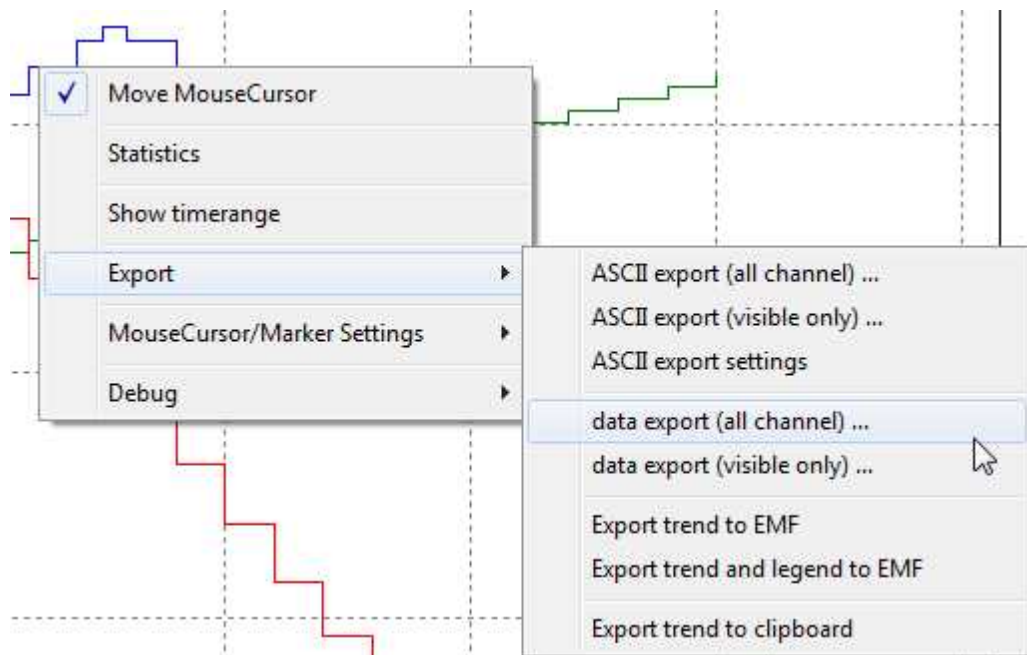 Move MouseCursor
Statistics
Show timerange
Export
MouseCursor/Marker Settings
Debug
ASCII export (all channel) ...
ASCII export (visible only) ...
ASCII export settings
data export (all channel) ...
data export (visible only) ...
Export trend to EMF
Export trend and legend to EMF
Export trend to clipboard